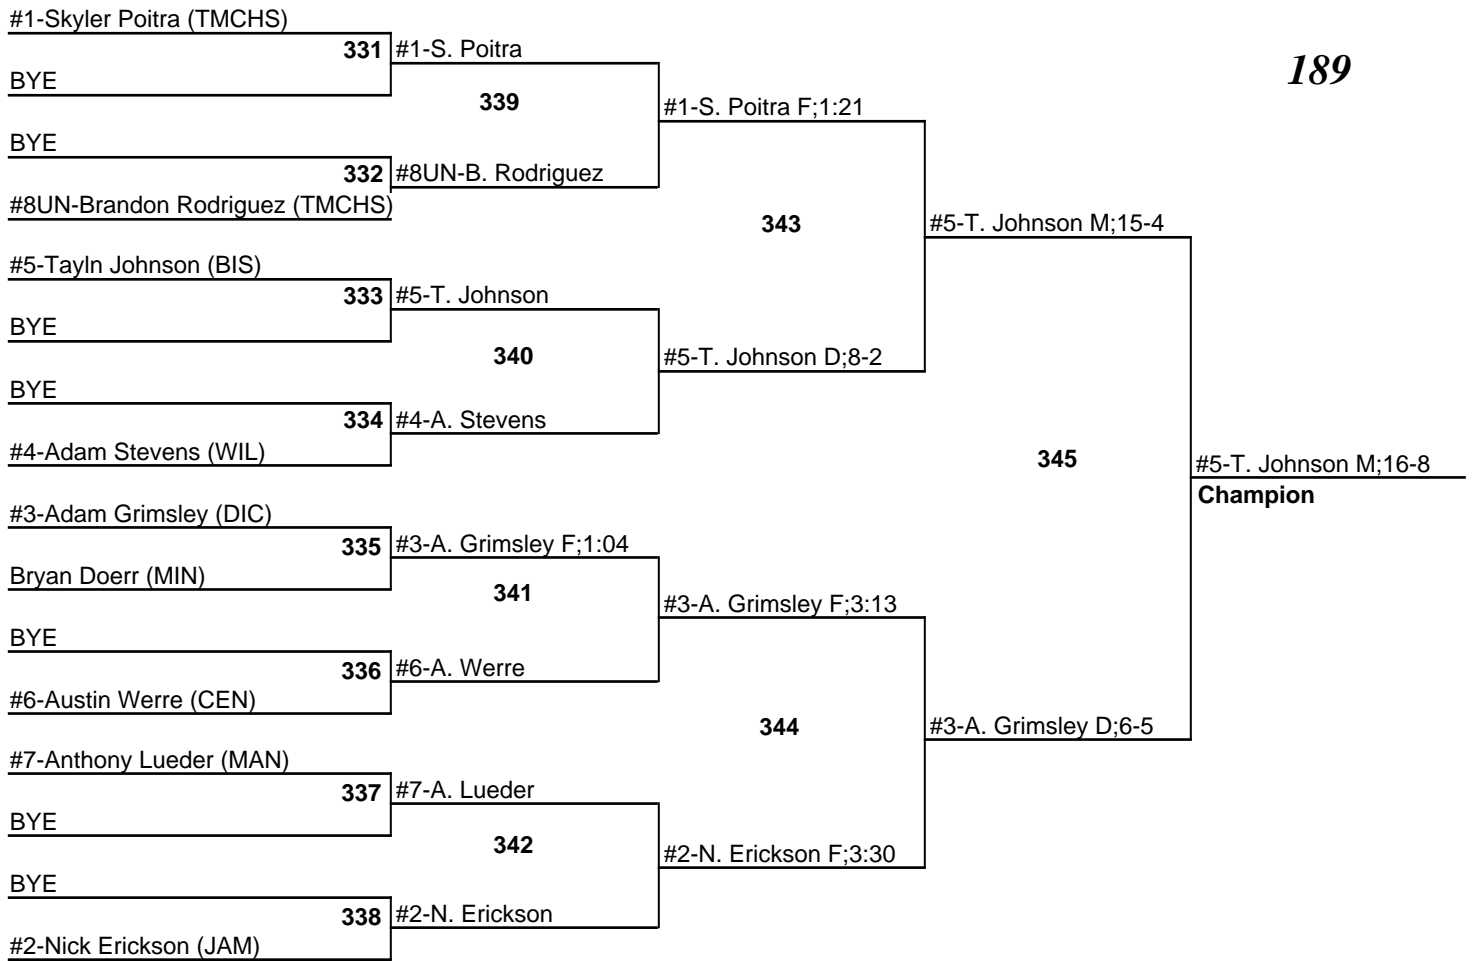 #1-Skyler Poitra (TMCHS)
331 #1-S. Poitra
189
BYE
339
#1-S. Poitra F;1:21
BYE
332 #8UN-B. Rodriguez
#8UN-Brandon Rodriguez (TMCHS)
343
#5-T. Johnson M;15-4
#5-Tayln Johnson (BIS)
333 #5-T. Johnson
BYE
340
#5-T. Johnson D;8-2
BYE
334 #4-A. Stevens
#4-Adam Stevens (WIL)
345
#5-T. Johnson M;16-8
Champion
#3-Adam Grimsley (DIC)
335 #3-A. Grimsley F;1:04
Bryan Doerr (MIN)
341
#3-A. Grimsley F;3:13
BYE
336 #6-A. Werre
#6-Austin Werre (CEN)
344
#3-A. Grimsley D;6-5
#7-Anthony Lueder (MAN)
337 #7-A. Lueder
BYE
342
#2-N. Erickson F;3:30
BYE
338 #2-N. Erickson
#2-Nick Erickson (JAM)